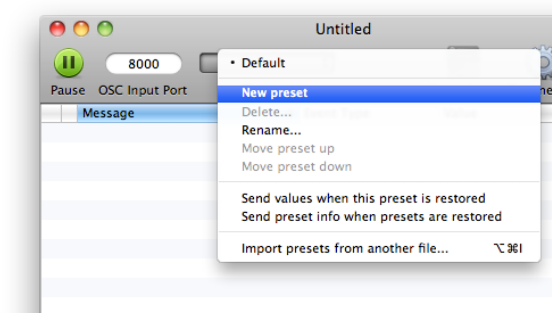 Untitled
8000
Pause
OSC Input Port
Message
• Default
New preset
Delete...
Rename...
Move preset up
Move preset down
Send values when this preset is restored
Send preset info when presets are restored
Import presets from another file... ⌥⌘I